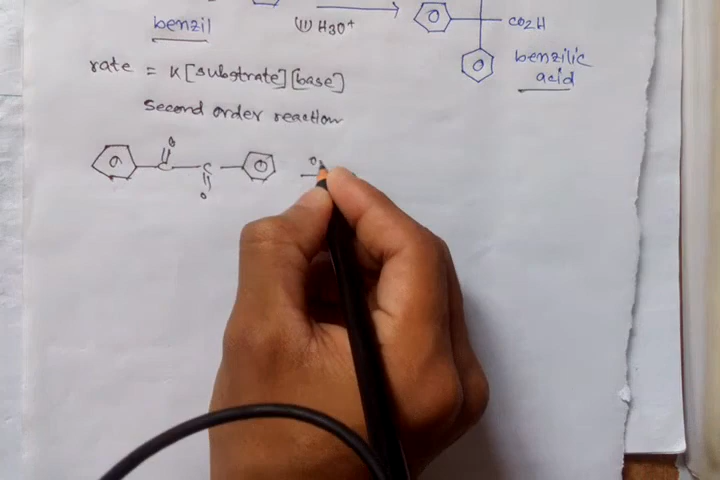 benzil
(ii) H3O+
CO2H
benzilic
acid
rate = K[substrate][base]
Second order reaction
O
C — C
O
O